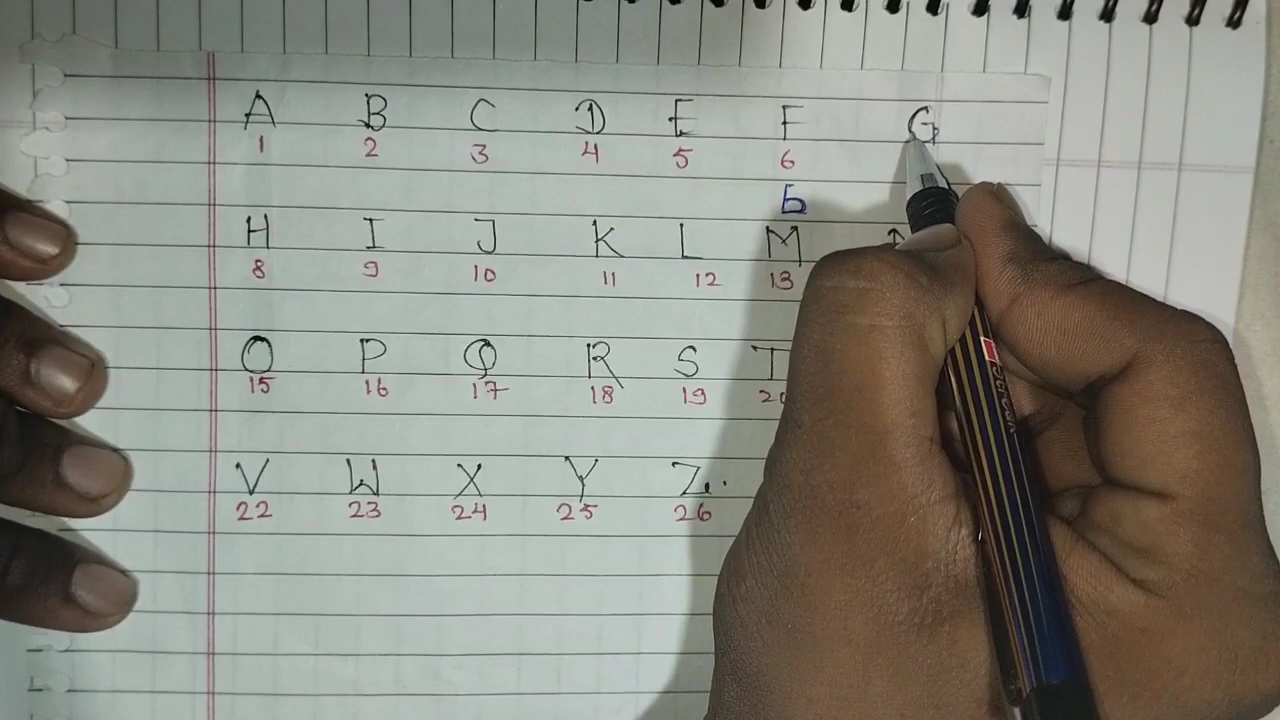 A B C D E F G
1 2 3 4 5 6
6
H I J K L M
8 9 10 11 12 13
O P Q R S T
15 16 17 18 19
V W X Y Z
22 23 24 25 26